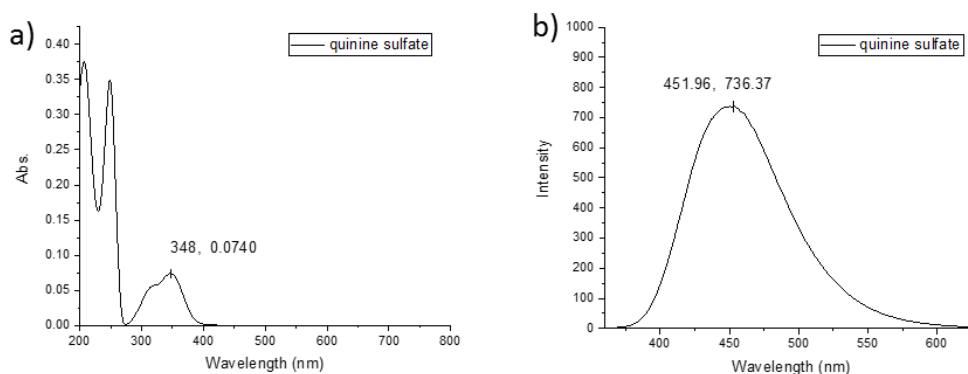 a)
quinine sulfate
0.40
0.35
0.30
0.25
0.20
0.15
0.10
0.05
0.00
Abs.
348, 0.0740
200 300 400 500 600 700 800
Wavelength (nm)
b)
quinine sulfate
1000
900
800
700
600
500
400
300
200
100
0
Intensity
451.96, 736.37
400 450 500 550 600
Wavelength (nm)